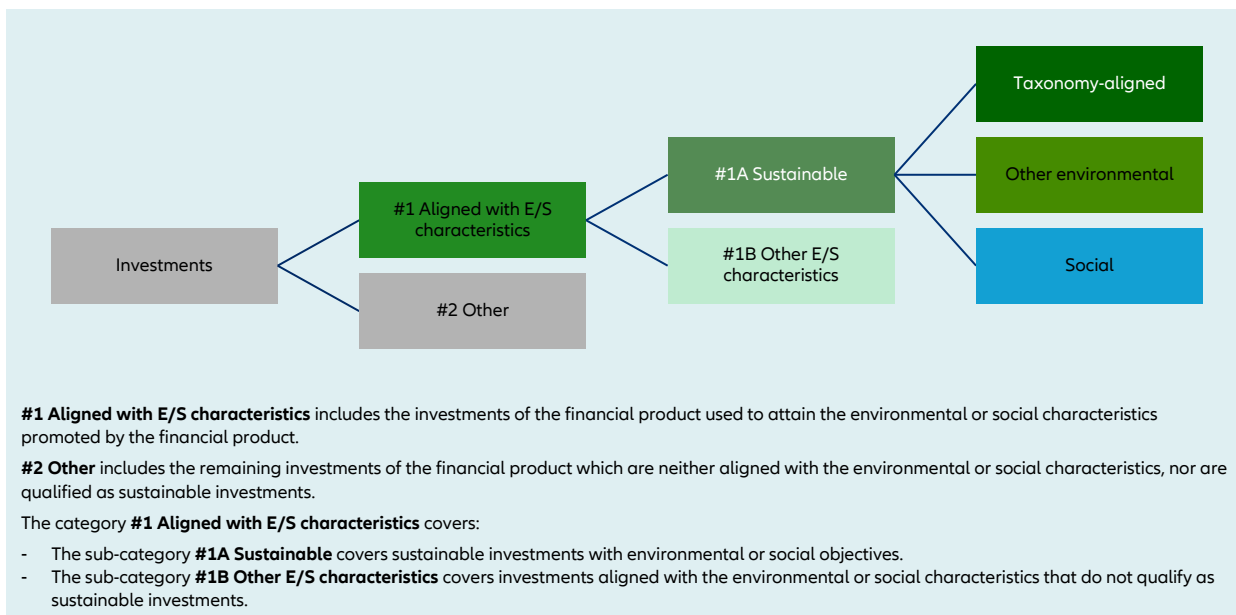 Taxonomy-aligned
#1A Sustainable
Other environmental
#1 Aligned with E/S
characteristics
Investments
#1B Other E/S
characteristics
Social
#2 Other
#1 Aligned with E/S characteristics includes the investments of the financial product used to attain the environmental or social characteristics
promoted by the financial product.
#2 Other includes the remaining investments of the financial product which are neither aligned with the environmental or social characteristics, nor are
qualified as sustainable investments.
The category #1 Aligned with E/S characteristics covers:
- The sub-category #1A Sustainable covers sustainable investments with environmental or social objectives.
- The sub-category #1B Other E/S characteristics covers investments aligned with the environmental or social characteristics that do not qualify as
sustainable investments.